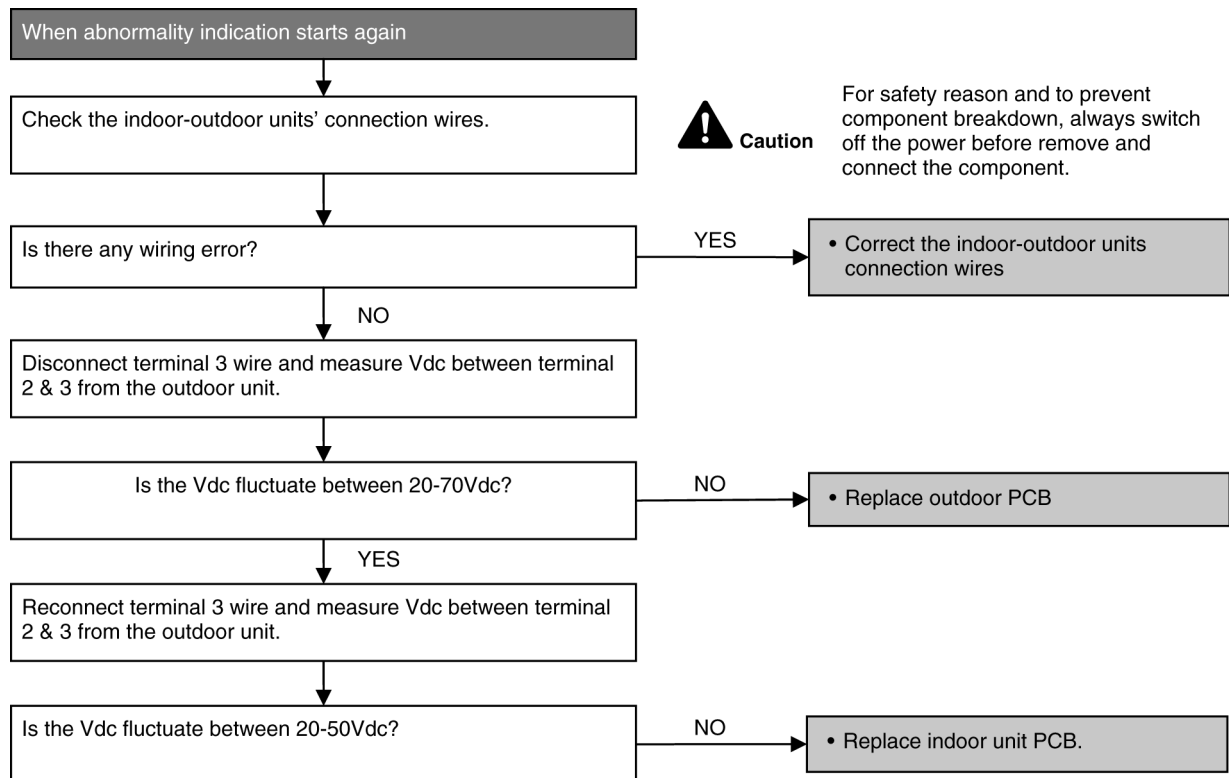 When abnormality indication starts again
Check the indoor-outdoor units’ connection wires.
Caution
For safety reason and to prevent
component breakdown, always switch
off the power before remove and
connect the component.
Is there any wiring error?
YES
• Correct the indoor-outdoor units
connection wires
NO
Disconnect terminal 3 wire and measure Vdc between terminal
2 & 3 from the outdoor unit.
Is the Vdc fluctuate between 20-70Vdc?
NO
• Replace outdoor PCB
YES
Reconnect terminal 3 wire and measure Vdc between terminal
2 & 3 from the outdoor unit.
Is the Vdc fluctuate between 20-50Vdc?
NO
• Replace indoor unit PCB.